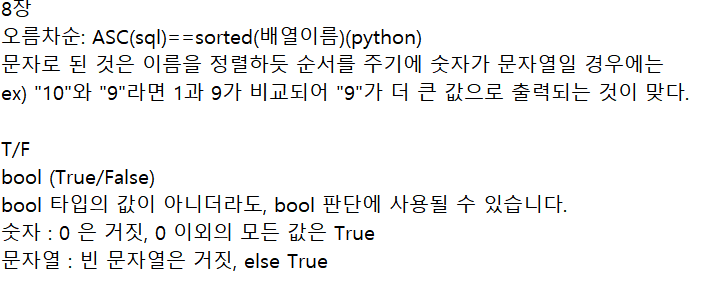 8장
오름차순: ASC(sql)==sorted(배열이름)(python)
문자로 된 것은 이름을 정렬하듯 순서를 주기에 숫자가 문자열일 경우에는
ex) "10"와 "9"라면 1과 9가 비교되어 "9"가 더 큰 값으로 출력되는 것이 맞다.
T/F
bool (True/False)
bool 타입의 값이 아니더라도, bool 판단에 사용될 수 있습니다.
숫자 : 0 은 거짓, 0 이외의 모든 값은 True
문자열 : 빈 문자열은 거짓, else True